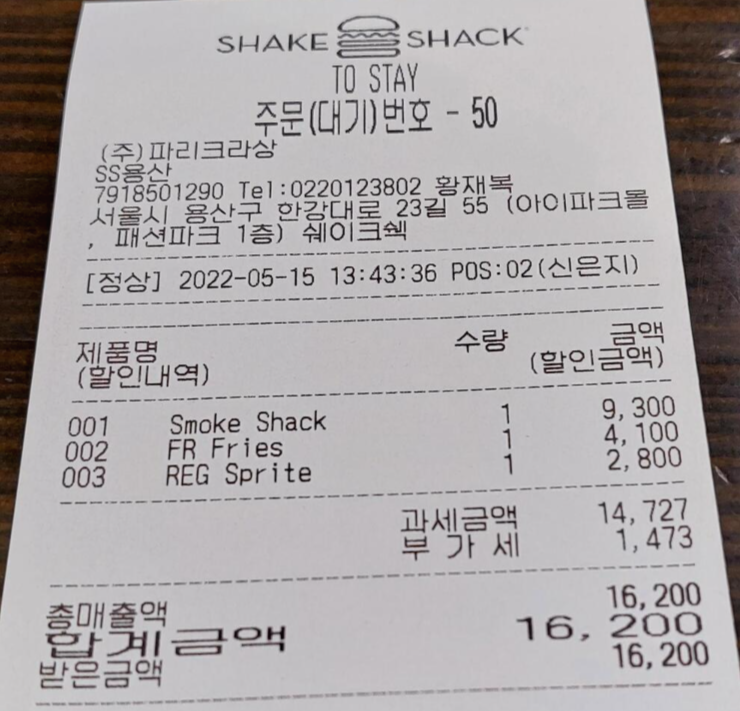 SHAKE SHACK
TO STAY
주문(대기)번호 - 50
(주)파리크라상
SS용산
7918501290 Tel:0220123802 황재복
서울시 용산구 한강대로 23길 55 (아이파크몰
, 패션파크 1층) 쉐이크쉑
[정상] 2022-05-15 13:43:36 POS:02(신은지)
제품명 수량 금액
(할인내역) (할인금액)
001 Smoke Shack 1 9,300
002 FR Fries 1 4,100
003 REG Sprite 1 2,800
과세금액 14,727
부 가 세 1,473
총매출액 16,200
합계금액 16,200
받은금액 16,200